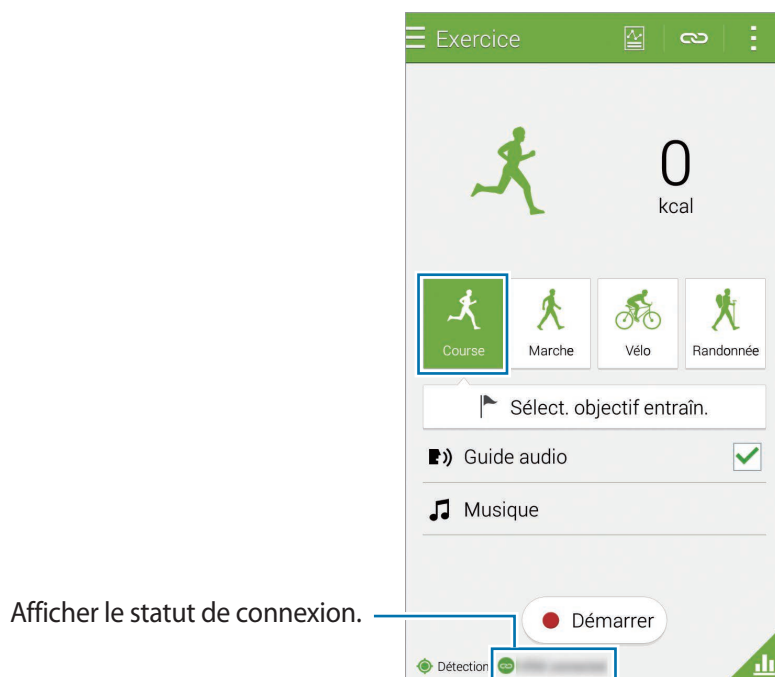 Exercice
0
kcal
Course
Marche
Vélo
Randonnée
Sélect. objectif entraîn.
Guide audio
Musique
Afficher le statut de connexion.
Démarrer
Détection